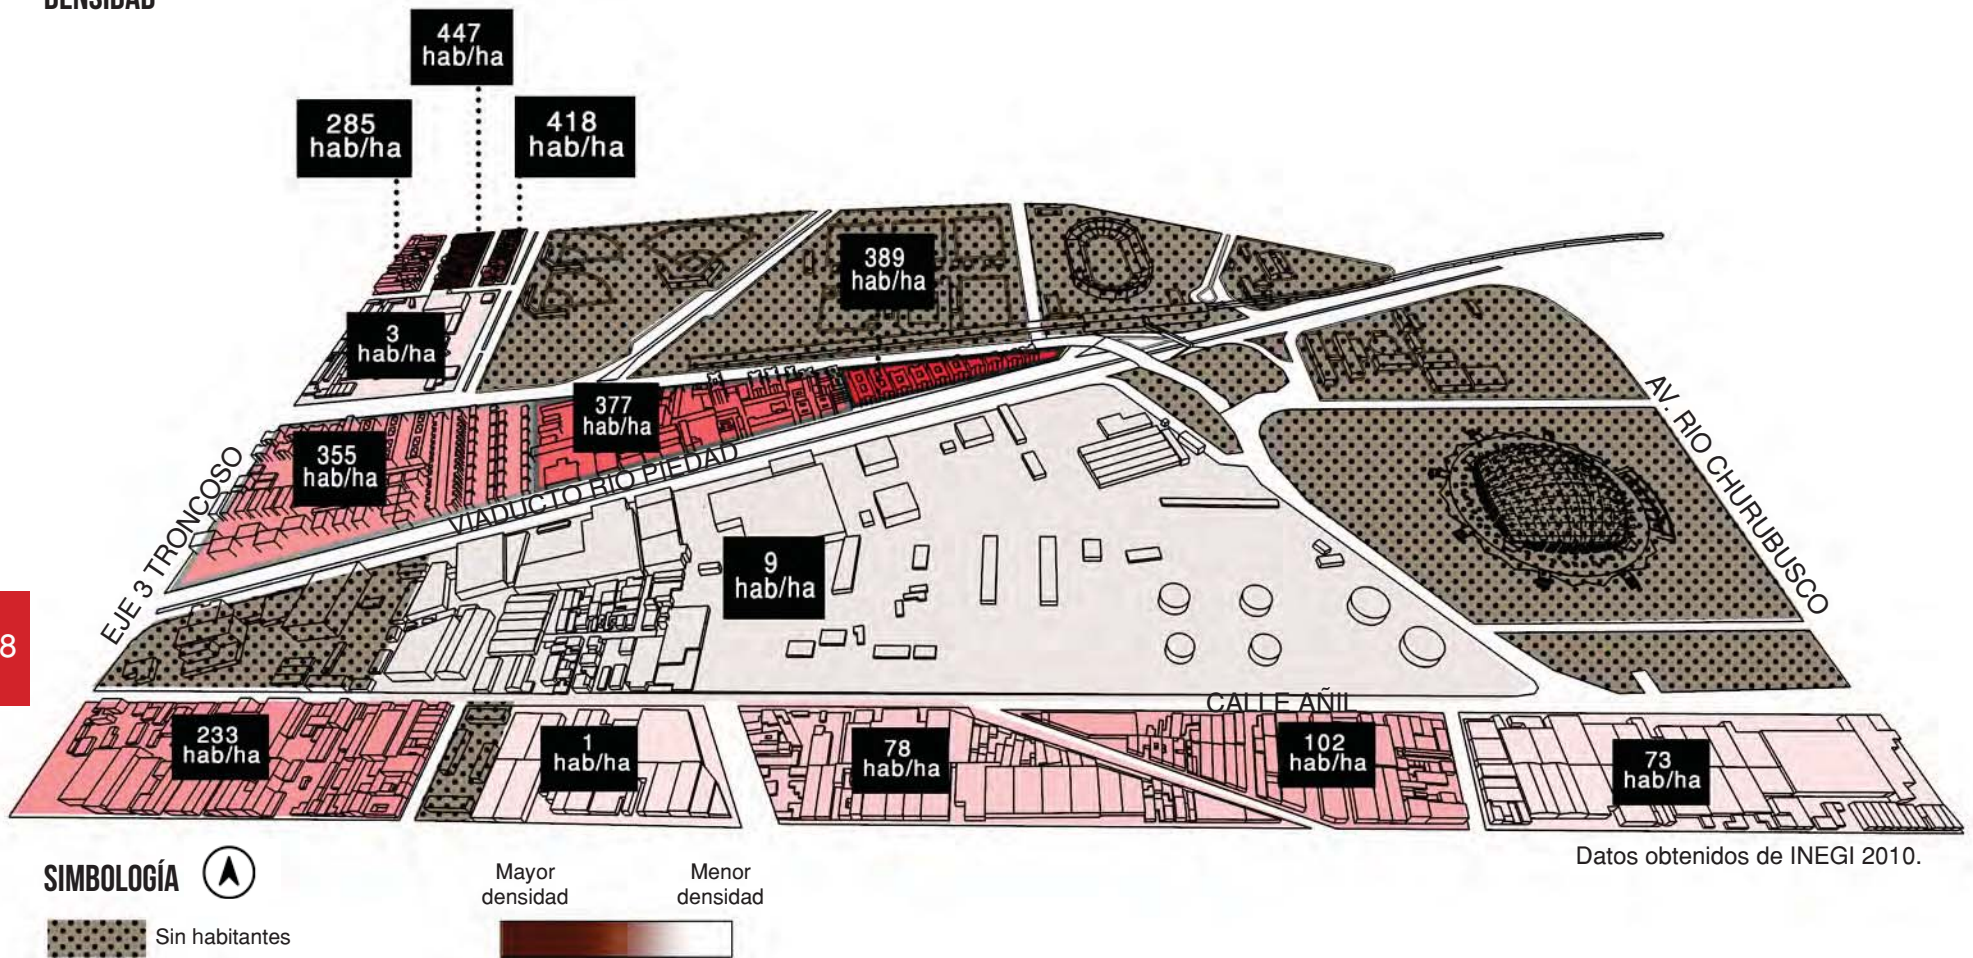 DENSIDAD
447
hab/ha
285
hab/ha
418
hab/ha
389
hab/ha
3
hab/ha
377
hab/ha
355
hab/ha
EJE 3 TRONCOSO
VIADUCTO RIO PIEDAD
AV. RIO CHURUBUSCO
9
hab/ha
8
CALLE AÑIL
233
hab/ha
1
hab/ha
78
hab/ha
102
hab/ha
73
hab/ha
Datos obtenidos de INEGI 2010.
SIMBOLOGÍA
Mayor
densidad
Menor
densidad
Sin habitantes